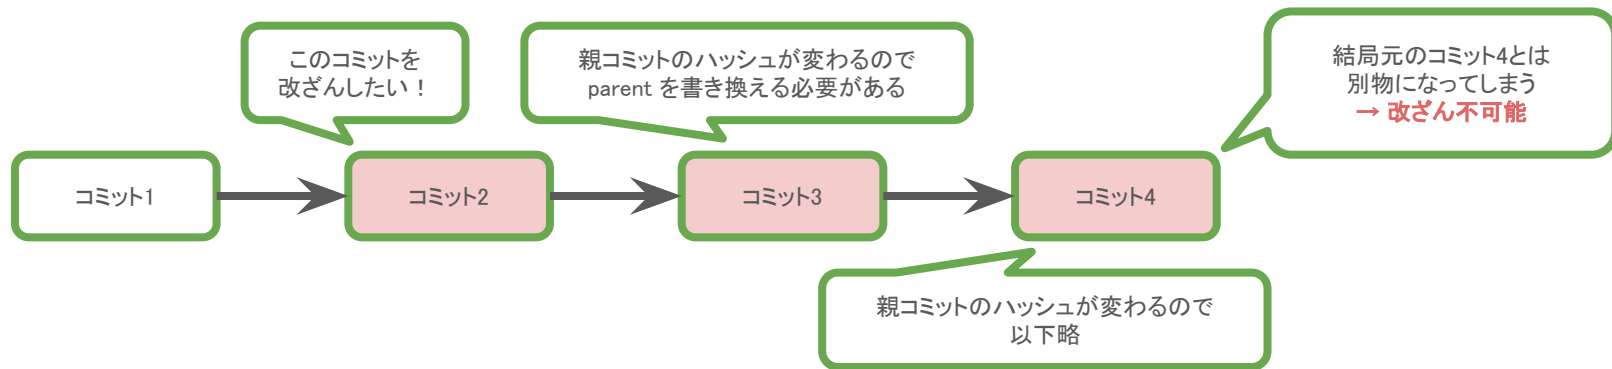 このコミットを
改ざんしたい！
親コミットのハッシュが変わるので
parent を書き換える必要がある
結局元のコミット4とは
別物になってしまう
→ 改ざん不可能
コミット1
コミット2
コミット3
コミット4
親コミットのハッシュが変わるので
以下略